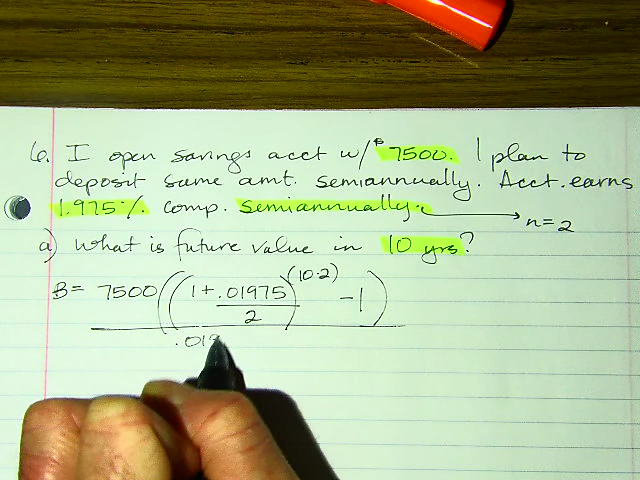 6. I open savings acct w/ $7500. I plan to
deposit same amt. semiannually. Acct. earns
1.975% comp. semiannually. → n=2
a) What is future value in 10 yrs?
B = 7500((1+.01975/2)^(10·2) -1)
.019